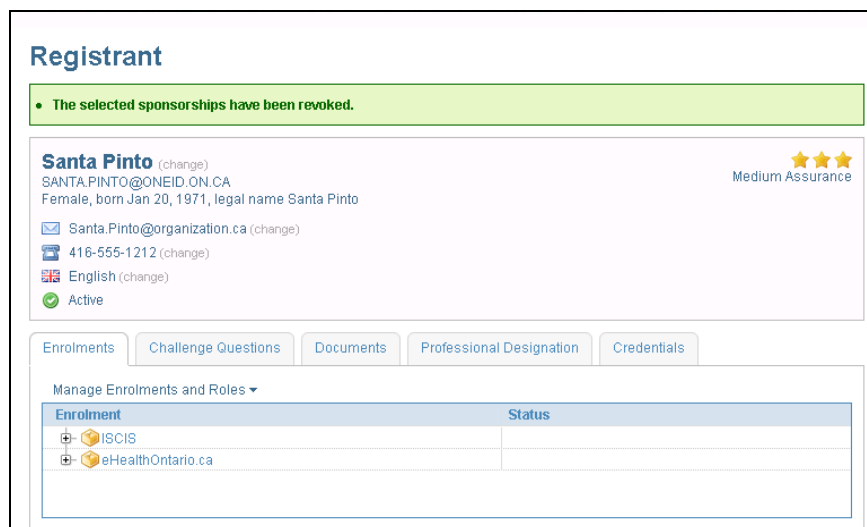 Registrant
• The selected sponsorships have been revoked.
Santa Pinto (change)
SANTA.PINTO@ONEID.ON.CA
Female, born Jan 20, 1971, legal name Santa Pinto
Medium Assurance
Santa.Pinto@organization.ca (change)
416-555-1212 (change)
English (change)
Active
Enrolments Challenge Questions Documents Professional Designation Credentials
Manage Enrolments and Roles
Enrolment Status
ISCIS
eHealthOntario.ca